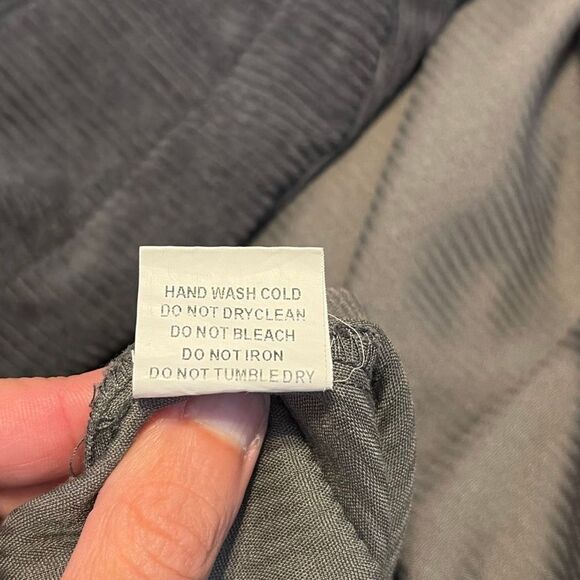 HAND WASH COLD
DO NOT DRYCLEAN
DO NOT BLEACH
DO NOT IRON
DO NOT TUMBLE DRY